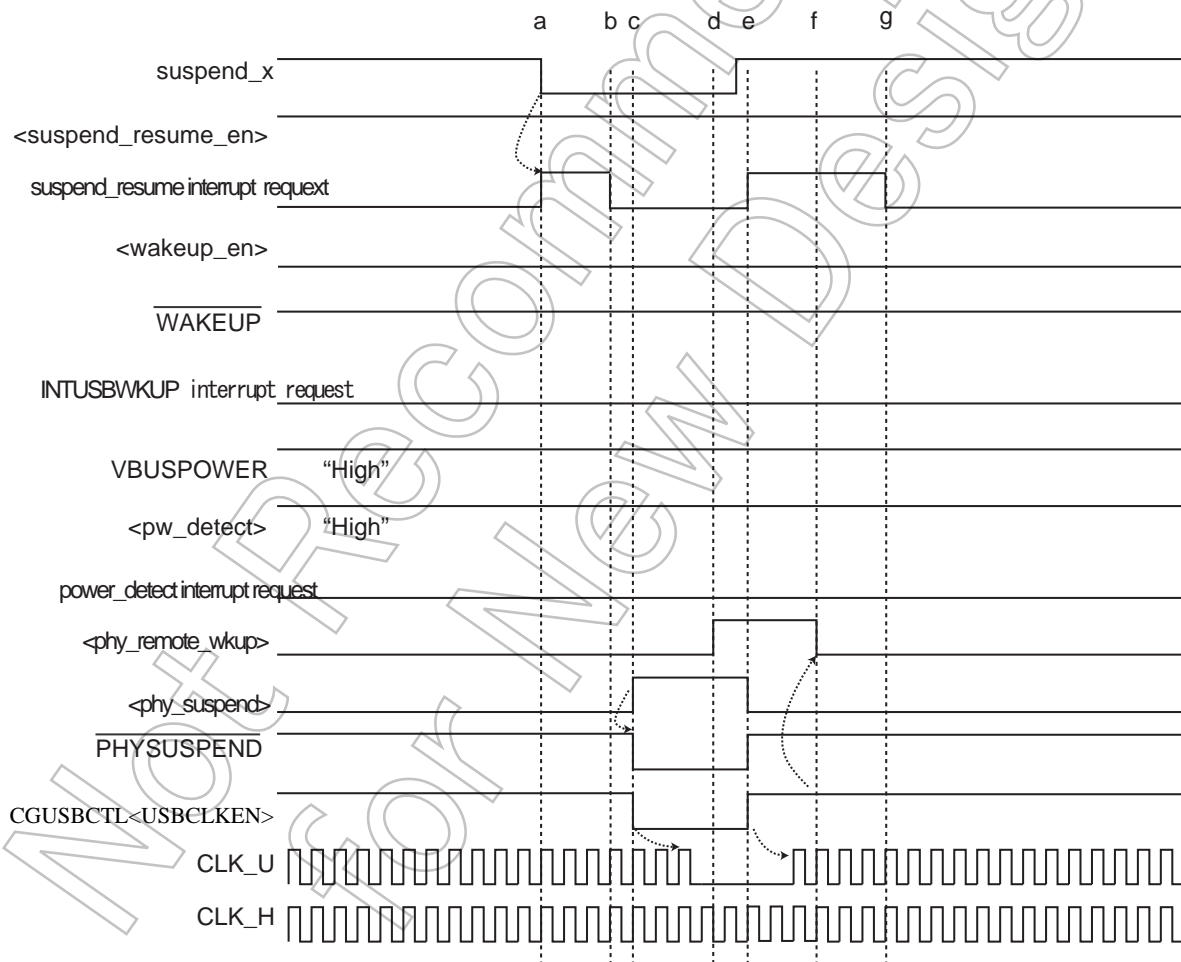 a b c d e f g
suspend_x
<suspend_resume_en>
suspend_resume interrupt requext
<wakeup_en>
WAKEUP
INTUSBWKUP interrupt request
VBUSPOWER "High"
<pw_detect> "High"
power_detect interrupt request
<phy_remote_wkup>
<phy_suspend>
PHYSUSPEND
CGUSBCTL<USBCLKEN>
CLK_U
CLK_H